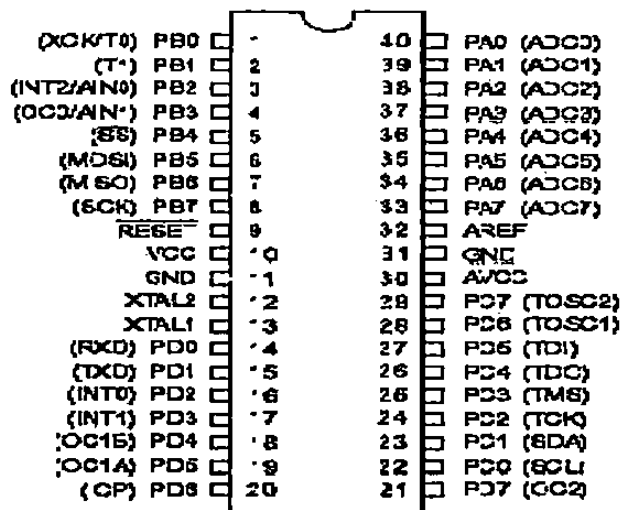 (XCK/T0) PB0 1 40 PA0 (ADC0)
(T1) PB1 2 39 PA1 (ADC1)
(INT2/AIN0) PB2 3 38 PA2 (ADC2)
(OC0/AIN1) PB3 4 37 PA3 (ADC3)
(SS) PB4 5 36 PA4 (ADC4)
(MOSI) PB5 6 35 PA5 (ADC5)
(MISO) PB6 7 34 PA6 (ADC6)
(SCK) PB7 8 33 PA7 (ADC7)
RESET 9 32 AREF
VCC 10 31 GND
GND 11 30 AVCC
XTAL2 12 29 PC7 (TOSC2)
XTAL1 13 28 PC6 (TOSC1)
(RXD) PD0 14 27 PC5 (TDI)
(TXD) PD1 15 26 PC4 (TDO)
(INT0) PD2 16 25 PC3 (TMS)
(INT1) PD3 17 24 PC2 (TCK)
(OC1B) PD4 18 23 PC1 (SDA)
(OC1A) PD5 19 22 PC0 (SCL)
(ICP) PD6 20 21 PD7 (OC2)